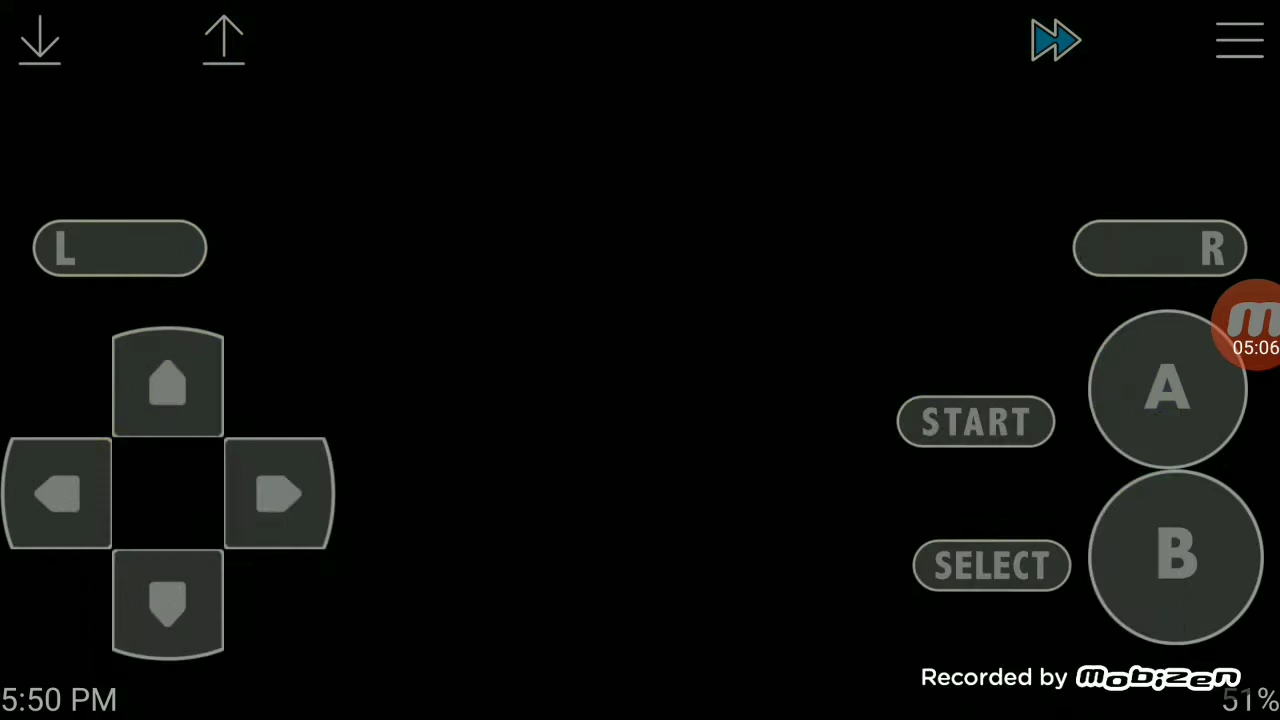 L
R
05:06
A
START
B
SELECT
Recorded by mobizen
5:50 PM
51%